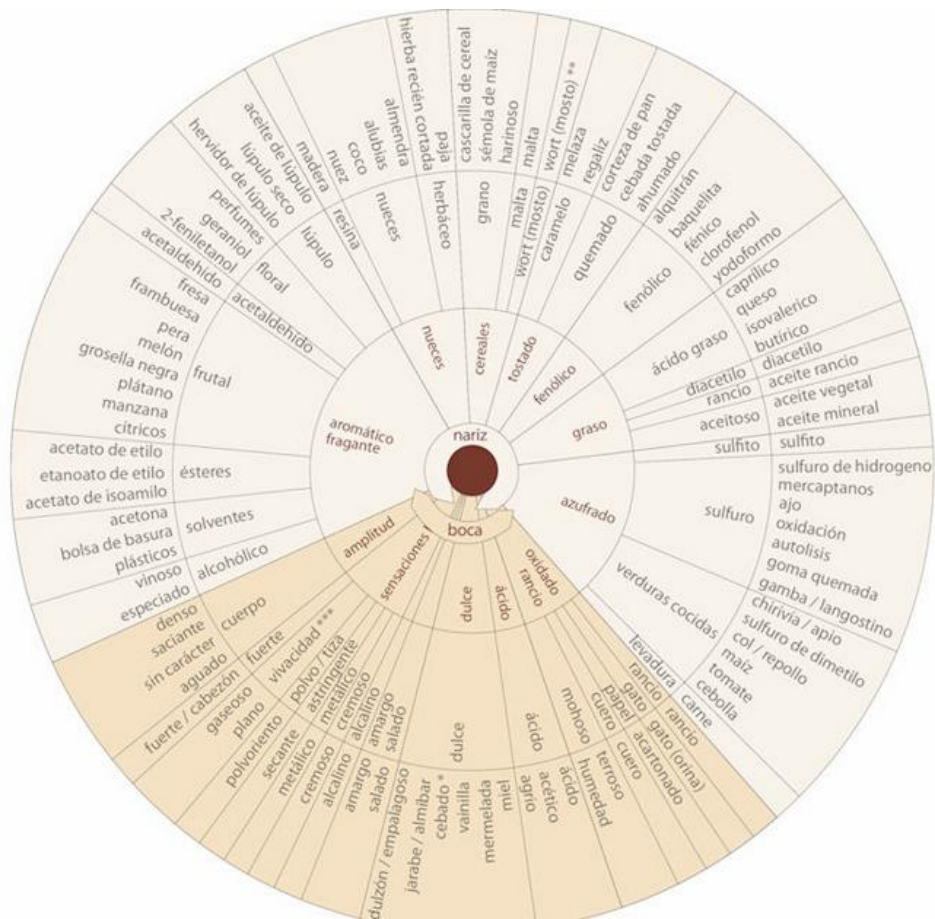 nariz
boca
aromático
fragante
nueces
cereales
tostado
fenólico
graso
azufrado
oxidado
rancio
ácido
dulce
sensaciones
amplitud
alcohólico
solventes
ésteres
frutal
acetaldehido
floral
lúpulo
resina
nueces
herbáceo
grano
malta
wort (mosto)
caramelo
quemado
fenólico
ácido graso
diacetilo
rancio
aceitoso
sulfito
sulfuro
verduras cocidas
levadura
rancio
gato
papel
cuero
mohoso
ácido
dulce
salado
amargo
alcalino
cremoso
metálico
astringente
polvo / tiza
vivacidad ***
fuerte
cuerpo
especiado
vinoso
plásticos
bolsa de basura
acetona
acetato de isoamilo
etanoato de etilo
acetato de etilo
cítricos
manzana
plátano
grosella negra
melón
pera
frambuesa
fresa
acetaldehido
2-feniletanol
geraniol
perfumes
hervidor de lúpulo
lúpulo seco
aceite de lúpulo
madera
nuez
coco
alubias
almendra
hierba recién cortada
paja
cascarilla de cereal
sémola de maíz
harinoso
malta
wort (mosto) **
melaza
regaliz
corteza de pan
cebada tostada
ahumado
alquitrán
baquelita
fénico
clorofenol
yodoformo
caprílico
queso
isovalerico
butírico
diacetilo
aceite rancio
aceite vegetal
aceite mineral
sulfito
sulfuro de hidrogeno
mercaptanos
ajo
oxidación
autolisis
goma quemada
gamba / langostino
chirivía / apio
sulfuro de dimetilo
col / repollo
maíz
tomate
cebolla
carne
rancio
gato (orina)
acartonado
cuero
terroso
humedad
ácido
acético
agrio
miel
mermelada
vainilla
cebado *
jarabe / almíbar
dulzón / empalagoso
salado
amargo
alcalino
cremoso
metálico
secante
polvoriento
plano
gaseoso
fuerte / cabezón
aguado
sin carácter
saciante
denso